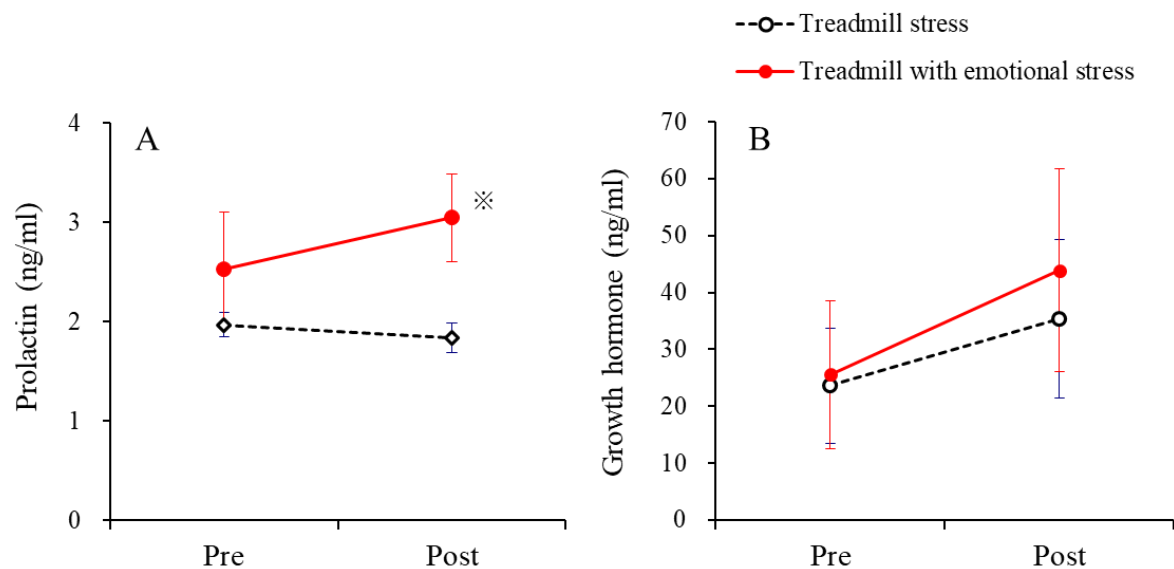 Treadmill stress
Treadmill with emotional stress
A
Prolactin (ng/ml)
4
3
2
1
0
※
Pre
Post
B
Growth hormone (ng/ml)
70
60
50
40
30
20
10
0
Pre
Post